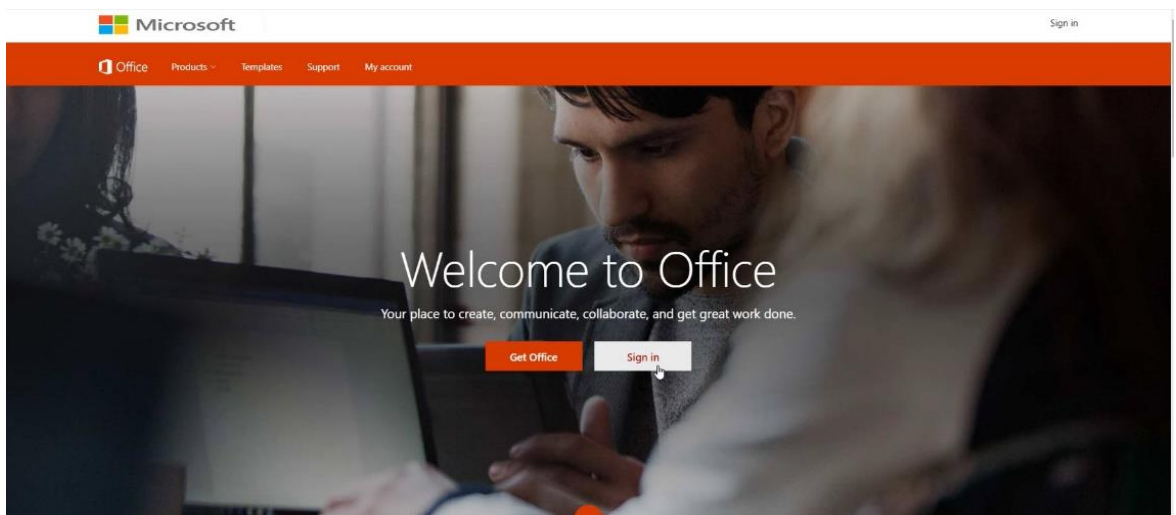 Microsoft
Sign in
Office Products Templates Support My account
Welcome to Office
Your place to create, communicate, collaborate, and get great work done.
Get Office Sign in